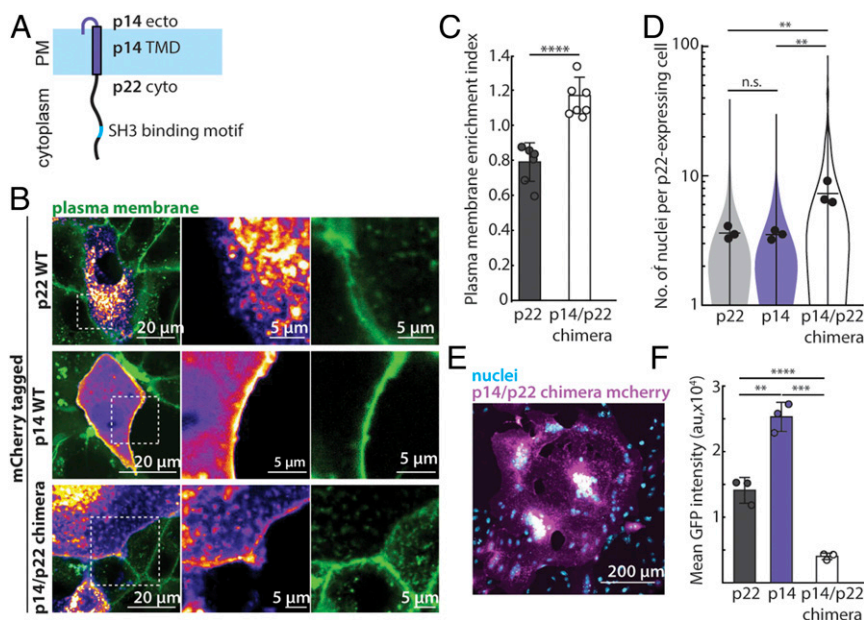 A
PM
cytoplasm
p14 ecto
p14 TMD
p22 cyto
SH3 binding motif
B
plasma membrane
mCherry tagged
p22 WT
20 µm
5 µm
5 µm
p14 WT
20 µm
5 µm
5 µm
p14/p22 chimera
20 µm
5 µm
5 µm
C
Plasma membrane enrichment index
1.4
1.2
1.0
0.8
0.6
0.4
0.2
0
****
p22
p14/p22
chimera
D
No. of nuclei per p22-expressing cell
100
10
1
**
**
n.s.
p22
p14
p14/p22
chimera
E
nuclei
p14/p22 chimera mcherry
200 µm
F
Mean GFP intensity (au,x10⁴)
2
1
****
**
***
p22
p14
p14/p22
chimera